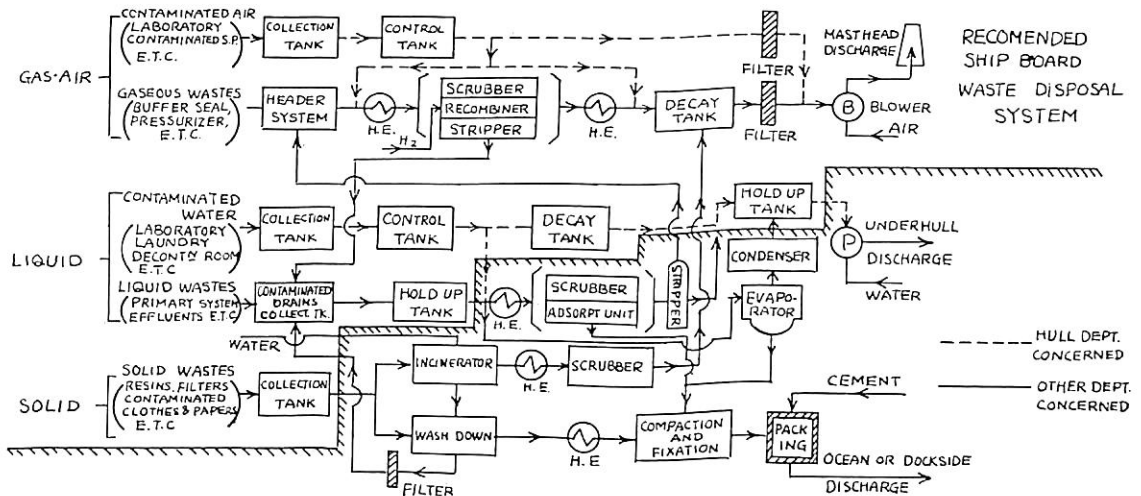 RECOMENDED
SHIP BOARD
WASTE DISPOSAL
SYSTEM
GAS-AIR
CONTAMINATED AIR
(LABORATORY
CONTAMINATED S.P.
E.T.C.)
COLLECTION
TANK
CONTROL
TANK
FILTER
MASTHEAD
DISCHARGE
GASEOUS WASTES
(BUFFER SEAL,
PRESSURIZER,
E.T.C.)
HEADER
SYSTEM
H.E.
H2
SCRUBBER
RECOMBINER
STRIPPER
H.E.
DECAY
TANK
FILTER
B
BLOWER
AIR
LIQUID
CONTAMINATED
WATER
(LABORATORY
LAUNDRY
DECONTN ROOM
E.T.C)
COLLECTION
TANK
CONTROL
TANK
DECAY
TANK
HOLD UP
TANK
P
UNDERHULL
DISCHARGE
WATER
LIQUID WASTES
(PRIMARY SYSTEM
EFFLUENTS E.T.C)
CONTAMINATED
DRAINS
COLLECT. TK.
HOLD UP
TANK
H.E.
SCRUBBER
ADSORPT UNIT
STRIPPER
CONDENSER
EVAPO-
RATOR
SOLID
SOLID WASTES
(RESINS, FILTERS
CONTAMINATED
CLOTHES & PAPERS
E.T.C)
COLLECTION
TANK
WATER
INCINERATOR
H.E.
SCRUBBER
WASH DOWN
FILTER
H.E
COMPACTION
AND
FIXATION
CEMENT
PACK
ING
OCEAN OR DOCKSIDE
DISCHARGE
HULL DEPT.
CONCERNED
OTHER DEPT.
CONCERNED